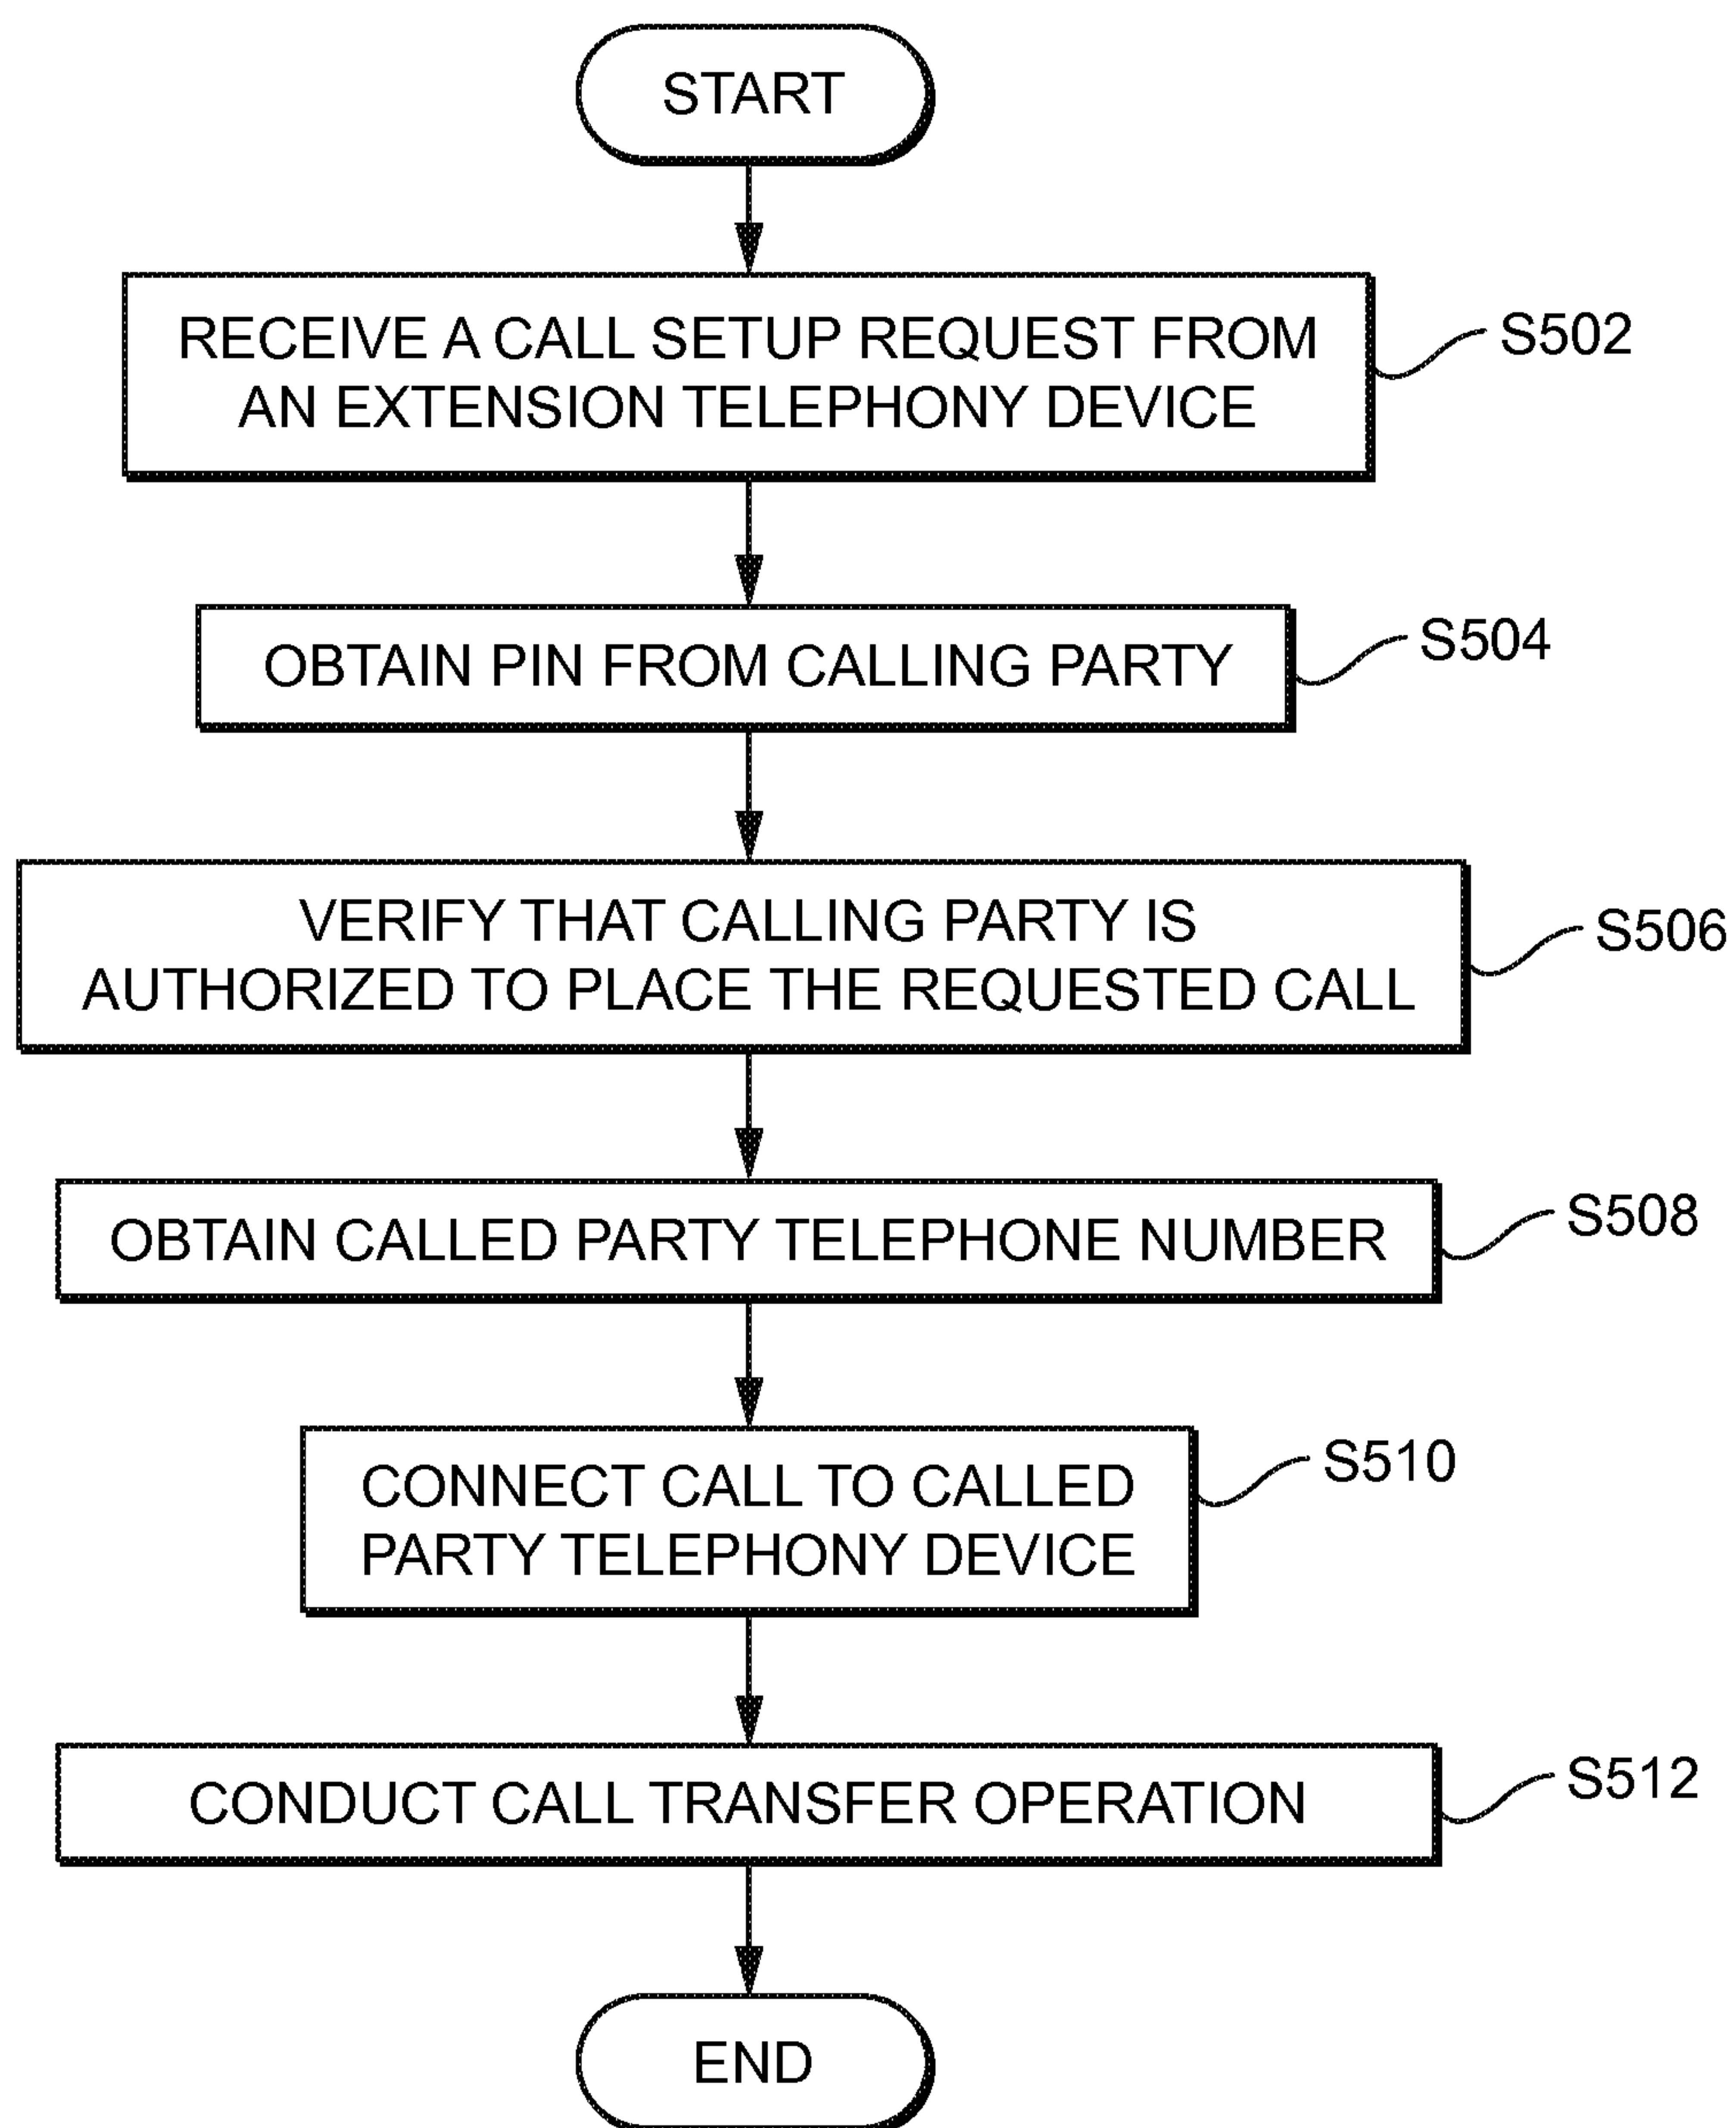 START
RECEIVE A CALL SETUP REQUEST FROM
AN EXTENSION TELEPHONY DEVICE
S502
OBTAIN PIN FROM CALLING PARTY
S504
VERIFY THAT CALLING PARTY IS
AUTHORIZED TO PLACE THE REQUESTED CALL
S506
OBTAIN CALLED PARTY TELEPHONE NUMBER
S508
CONNECT CALL TO CALLED
PARTY TELEPHONY DEVICE
S510
CONDUCT CALL TRANSFER OPERATION
S512
END